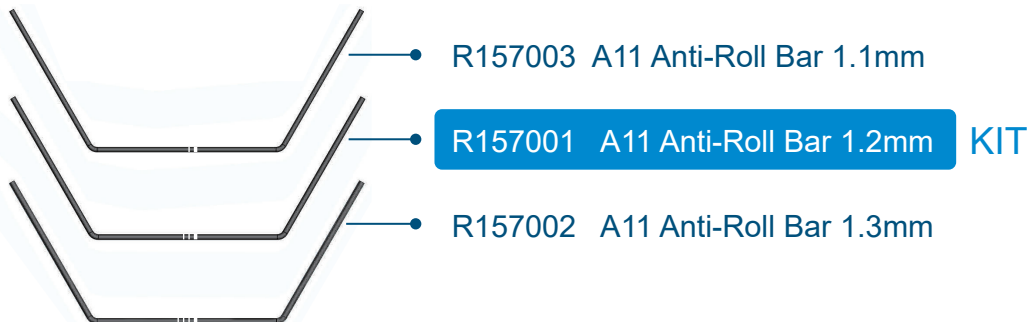 R157003 A11 Anti-Roll Bar 1.1mm
R157001 A11 Anti-Roll Bar 1.2mm KIT
R157002 A11 Anti-Roll Bar 1.3mm